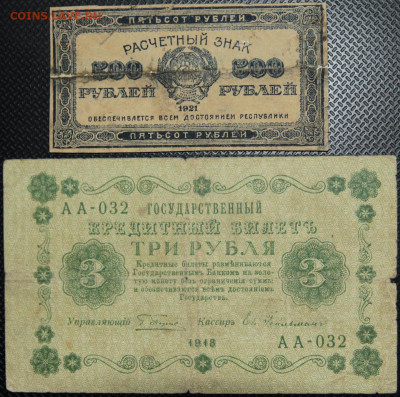 COINS.LAVE.RU
ПЯТЬСОТ РУБЛЕЙ
РАСЧЕТНЫЙ ЗНАК
500 500
РУБЛЕЙ РУБЛЕЙ
1921
ОБЕСПЕЧИВАЕТСЯ ВСЕМ ДОСТОЯНИЕМ РЕСПУБЛИКИ
ПЯТЬСОТ РУБЛЕЙ
АА-032 ГОСУДАРСТВЕННЫЙ
КРЕДИТНЫЙ БИЛЕТЪ
ТРИ РУБЛЯ
3 3
Кредитные билеты размѣниваются
Государственнымъ Банкомъ на золо-
тую монету безъ ограниченія суммы
и обезпечиваются всѣмъ достояніемъ
Государства.
Управляющій Кассиръ
1918
АА-032